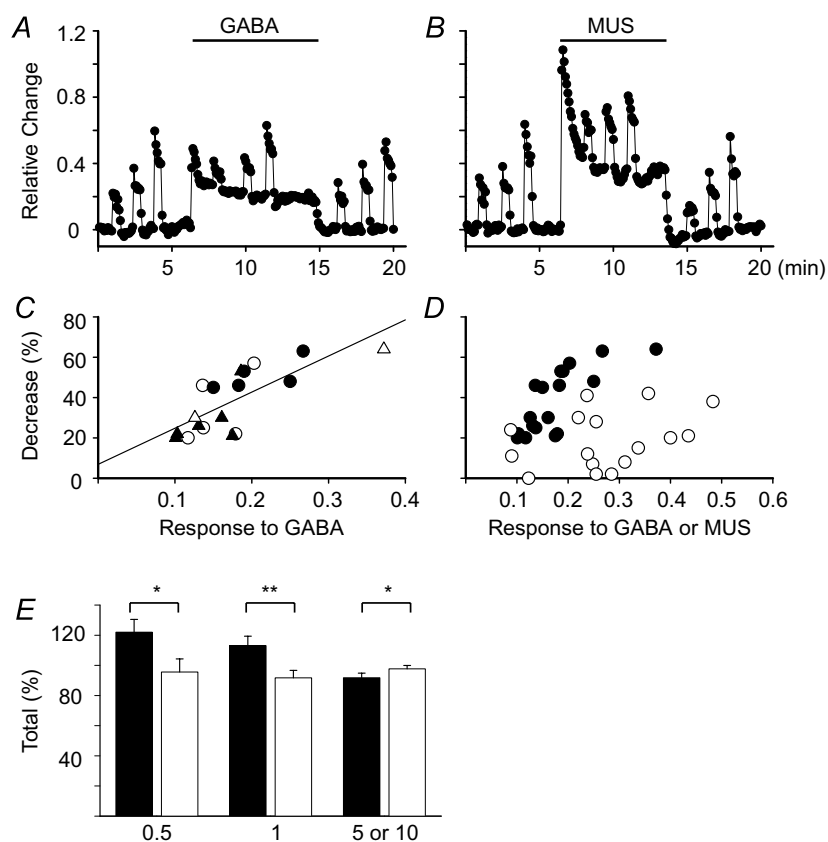 A GABA B MUS
1.2
0.8
0.4
0
Relative Change
5 10 15 20 5 10 15 20 (min)
C D
80
60
40
20
0
Decrease (%)
0.1 0.2 0.3 0.4 0.1 0.2 0.3 0.4 0.5 0.6
Response to GABA Response to GABA or MUS
E
* ** *
120
80
40
Total (%)
0.5 1 5 or 10